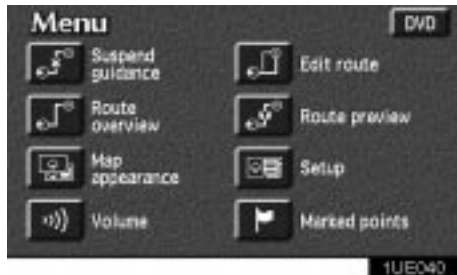 Menu
DVD
Suspend
guidance
Edit route
Route
overview
Route preview
Map
appearance
Setup
Volume
Marked points
1UE040